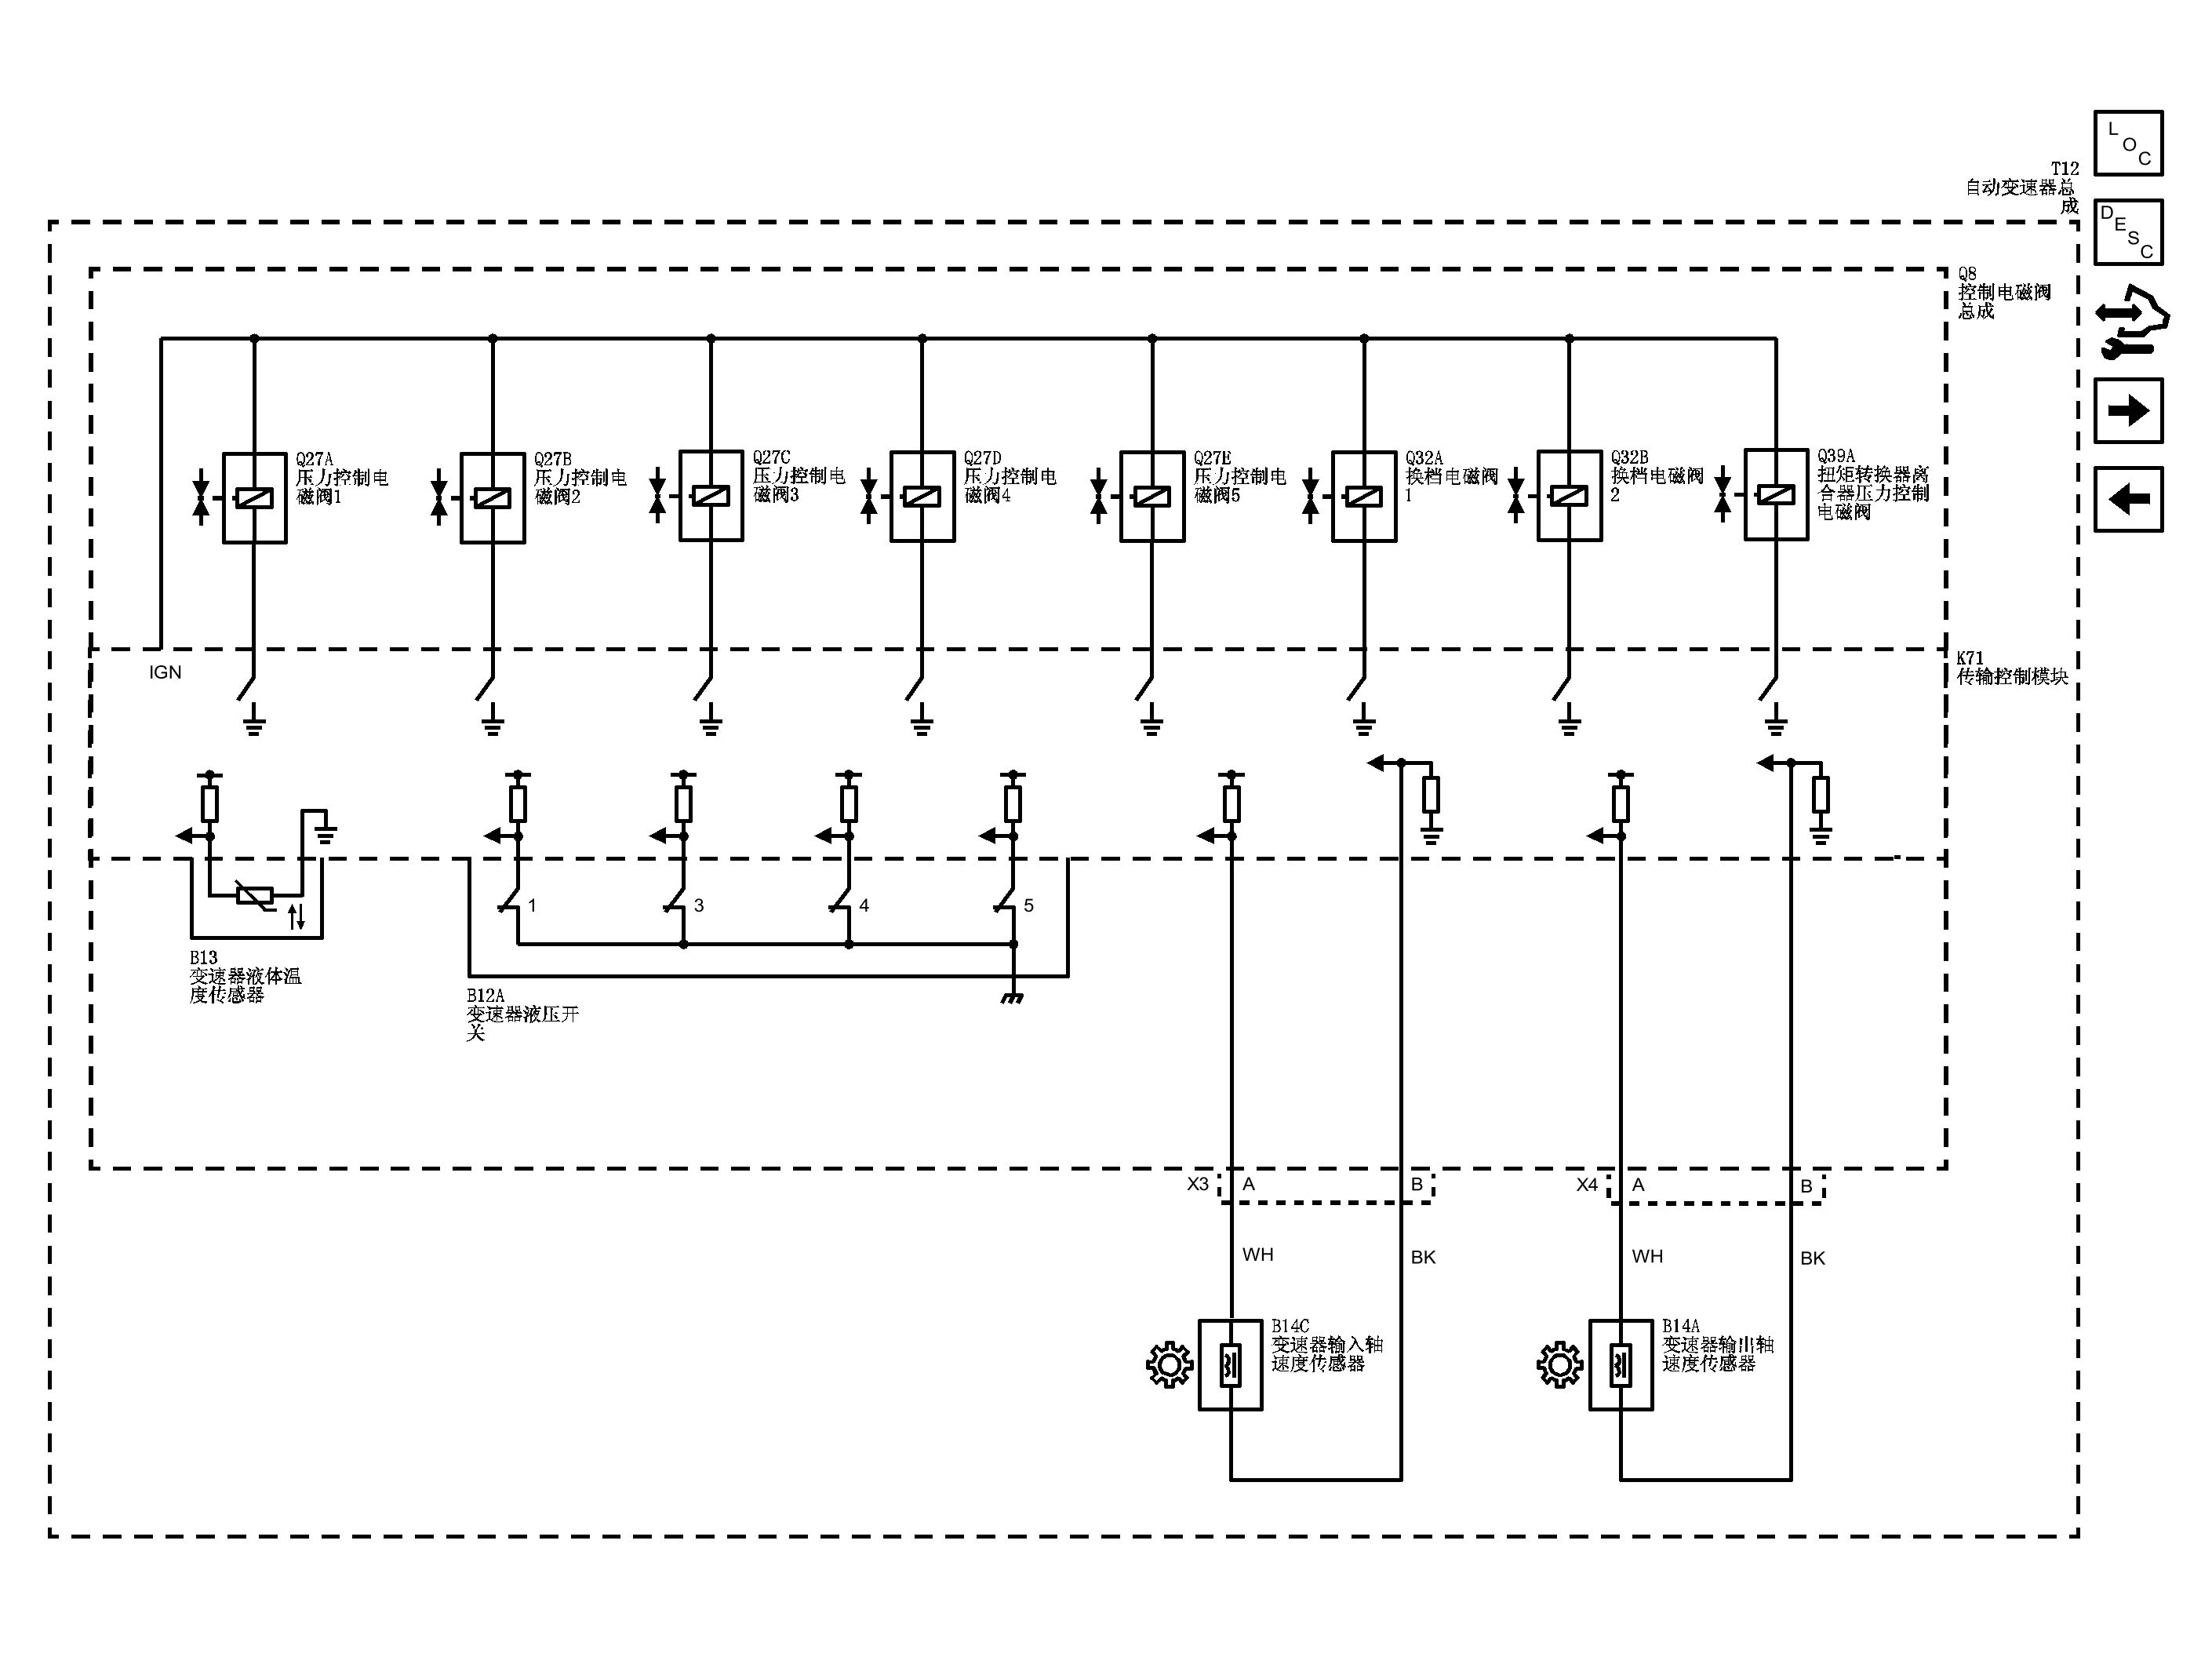 L
O
C
T12
自动变速器总
成
D
E
S
C
Q8
控制电磁阀
总成
Q27A
压力控制电
磁阀1
Q27B
压力控制电
磁阀2
Q27C
压力控制电
磁阀3
Q27D
压力控制电
磁阀4
Q27E
压力控制电
磁阀5
Q32A
换档电磁阀
1
Q32B
换档电磁阀
2
Q39A
扭矩转换器离
合器压力控制
电磁阀
IGN
K71
传输控制模块
1
3
4
5
B13
变速器液体温
度传感器
B12A
变速器液压开
关
X3
A
B
X4
A
B
WH
BK
WH
BK
B14C
变速器输入轴
速度传感器
B14A
变速器输出轴
速度传感器